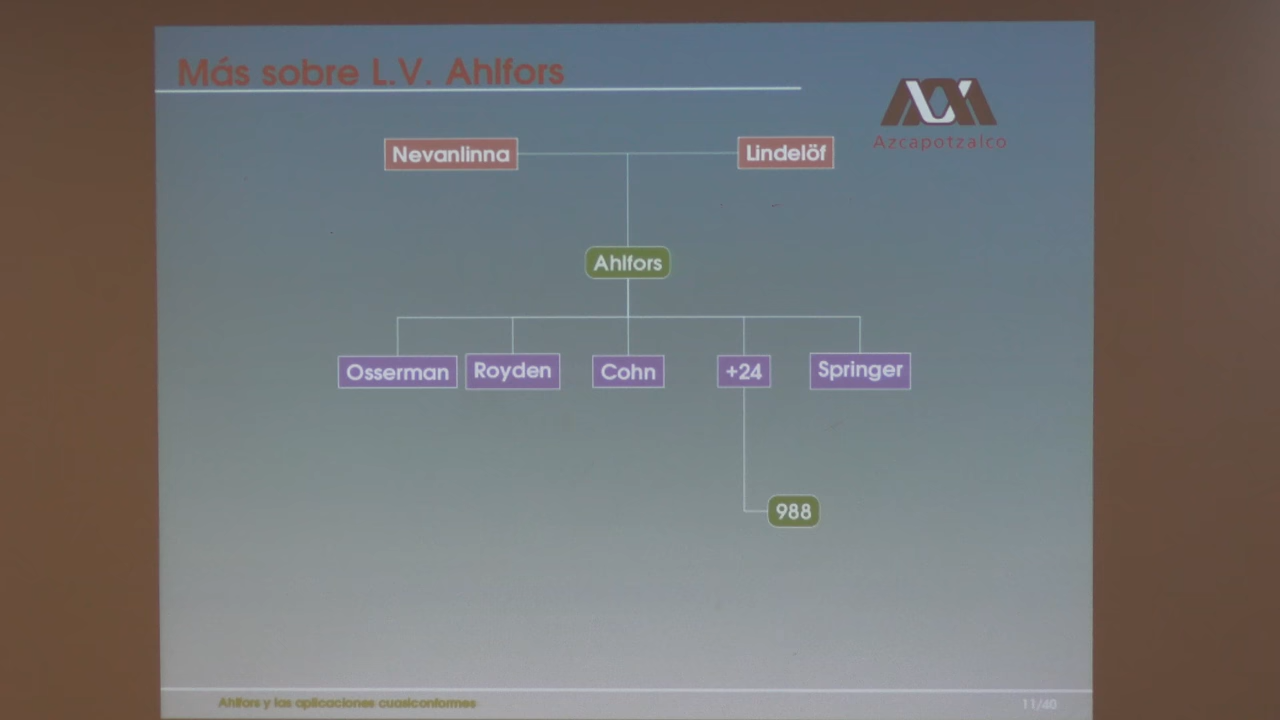 Más sobre L.V. Ahlfors
Azcapotzalco
Nevanlinna
Lindelöf
Ahlfors
Osserman
Royden
Cohn
+24
Springer
988
Ahlfors y las aplicaciones cuasiconformes
11/40